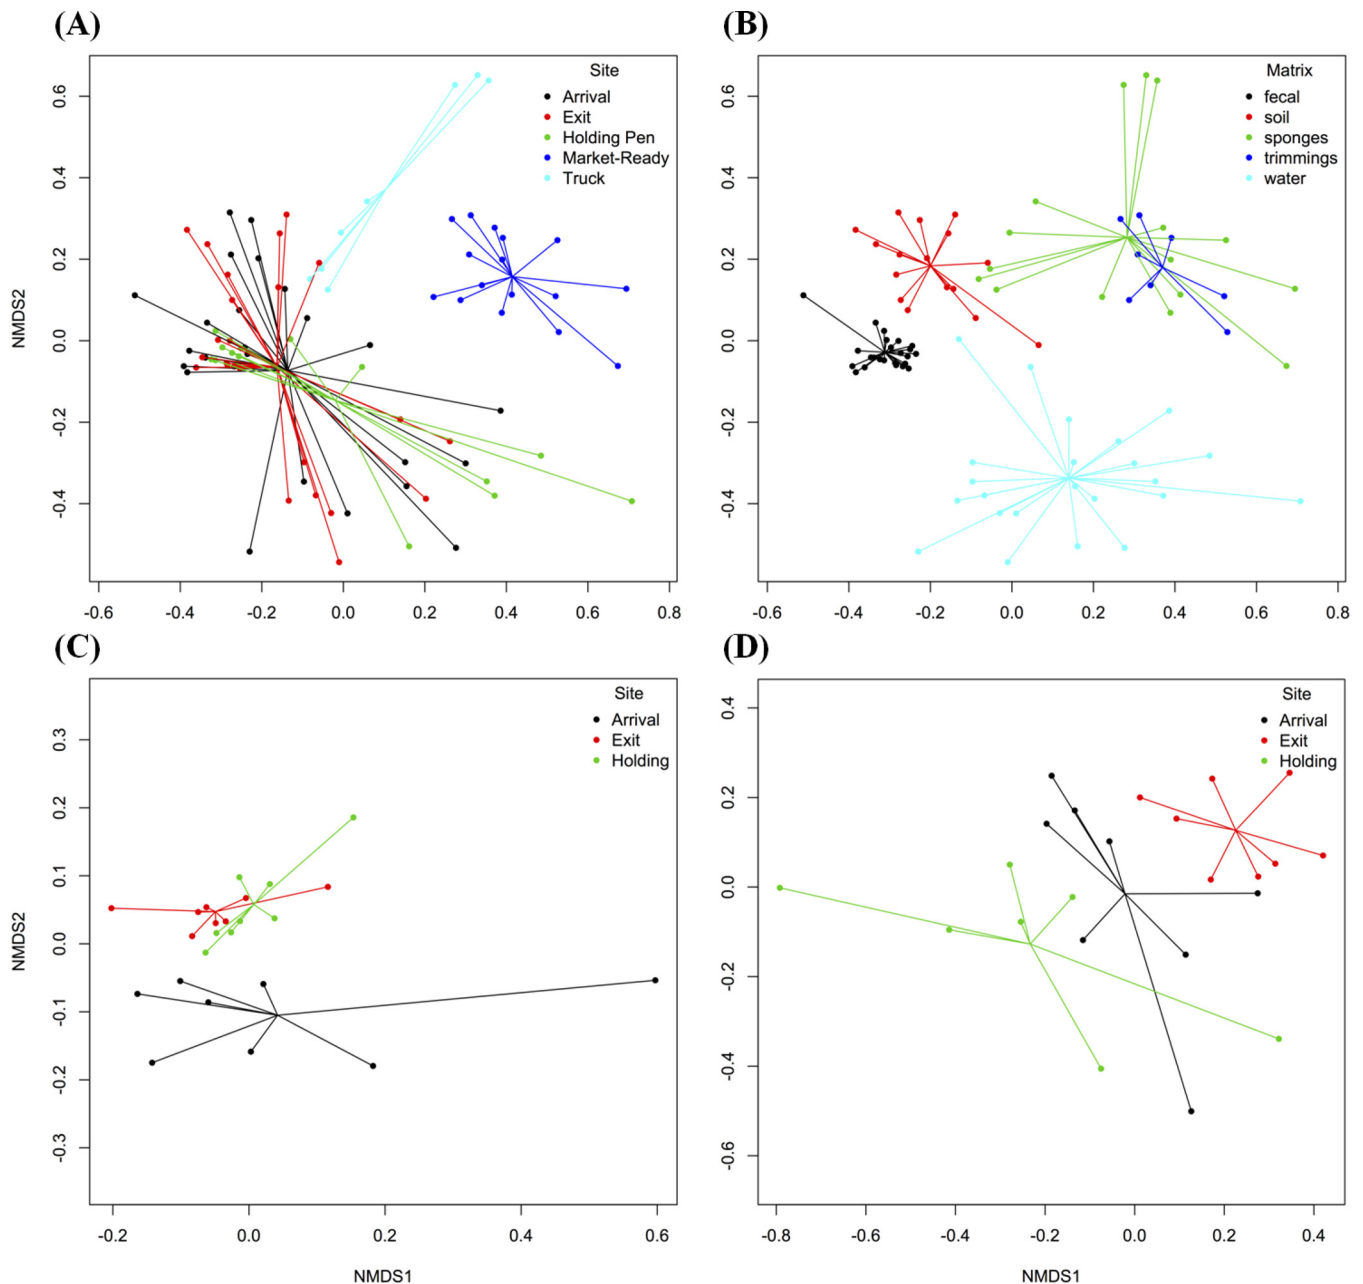 (A)
Site
Arrival
Exit
Holding Pen
Market-Ready
Truck
NMDS2
0.6
0.4
0.2
0.0
-0.2
-0.4
-0.6 -0.4 -0.2 0.0 0.2 0.4 0.6 0.8
(B)
Matrix
fecal
soil
sponges
trimmings
water
0.6
0.4
0.2
0.0
-0.2
-0.4
-0.6 -0.4 -0.2 0.0 0.2 0.4 0.6 0.8
(C)
Site
Arrival
Exit
Holding
NMDS2
0.3
0.2
0.1
0.0
-0.1
-0.2
-0.3
-0.2 0.0 0.2 0.4 0.6
NMDS1
(D)
Site
Arrival
Exit
Holding
0.4
0.2
0.0
-0.2
-0.4
-0.6
-0.8 -0.6 -0.4 -0.2 0.0 0.2 0.4
NMDS1